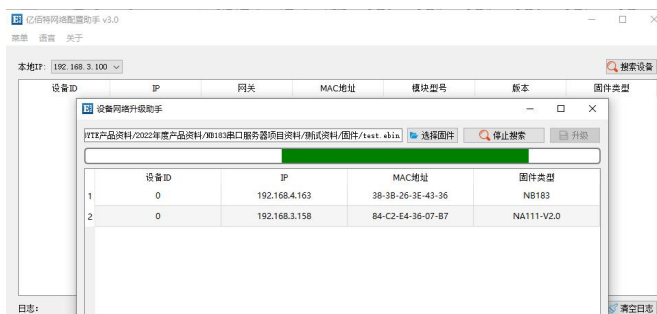 亿佰特网络配置助手 v3.0
菜单 语言 关于
本地IP: 192.168.3.100 搜索设备
设备ID IP 网关 MAC地址 模块型号 版本 固件类型
设备网络升级助手
YTE产品资料/2022年度产品资料/NB183串口服务器项目资料/测试资料/固件/test.ebin 选择固件 停止搜索 升级
设备ID IP MAC地址 固件类型
1 0 192.168.4.163 38-3B-26-3E-43-36 NB183
2 0 192.168.3.158 84-C2-E4-36-07-B7 NA111-V2.0
日志: 清空日志